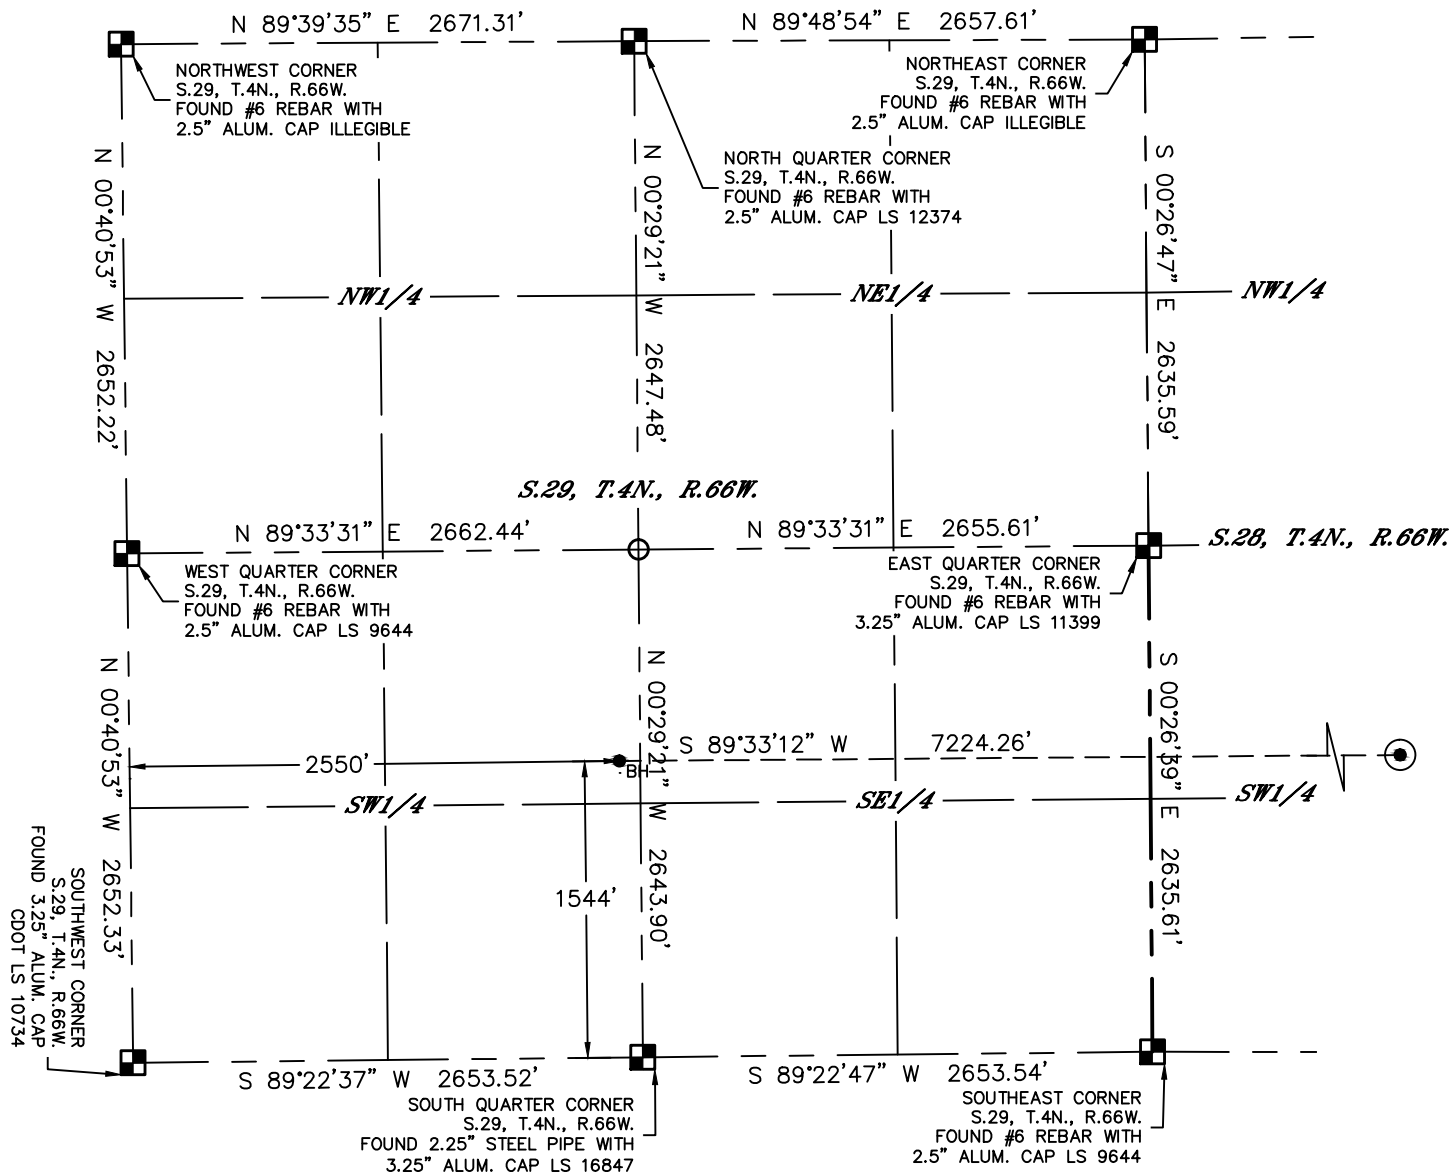 N 89°39'35" E 2671.31'
N 89°48'54" E 2657.61'
NORTHWEST CORNER
S.29, T.4N., R.66W.
FOUND #6 REBAR WITH
2.5" ALUM. CAP ILLEGIBLE
NORTHEAST CORNER
S.29, T.4N., R.66W.
FOUND #6 REBAR WITH
2.5" ALUM. CAP ILLEGIBLE
NORTH QUARTER CORNER
S.29, T.4N., R.66W.
FOUND #6 REBAR WITH
2.5" ALUM. CAP LS 12374
N 00°40'53" W 2652.22'
N 00°29'21" W 2647.48'
S 00°26'47" E 2635.59'
NW1/4
NE1/4
NW1/4
S.29, T.4N., R.66W.
N 89°33'31" E 2662.44'
N 89°33'31" E 2655.61'
S.28, T.4N., R.66W.
WEST QUARTER CORNER
S.29, T.4N., R.66W.
FOUND #6 REBAR WITH
2.5" ALUM. CAP LS 9644
EAST QUARTER CORNER
S.29, T.4N., R.66W.
FOUND #6 REBAR WITH
3.25" ALUM. CAP LS 11399
N 00°40'53" W 2652.33'
N 00°29'21" W 2643.90'
S 00°26'39" E 2635.61'
S 89°33'12" W 7224.26'
2550'
BH
SW1/4
SE1/4
SW1/4
1544'
SOUTHWEST CORNER
S.29, T.4N., R.66W.
FOUND 3.25" ALUM. CAP
CDOT LS 10734
S 89°22'37" W 2653.52'
S 89°22'47" W 2653.54'
SOUTH QUARTER CORNER
S.29, T.4N., R.66W.
FOUND 2.25" STEEL PIPE WITH
3.25" ALUM. CAP LS 16847
SOUTHEAST CORNER
S.29, T.4N., R.66W.
FOUND #6 REBAR WITH
2.5" ALUM. CAP LS 9644